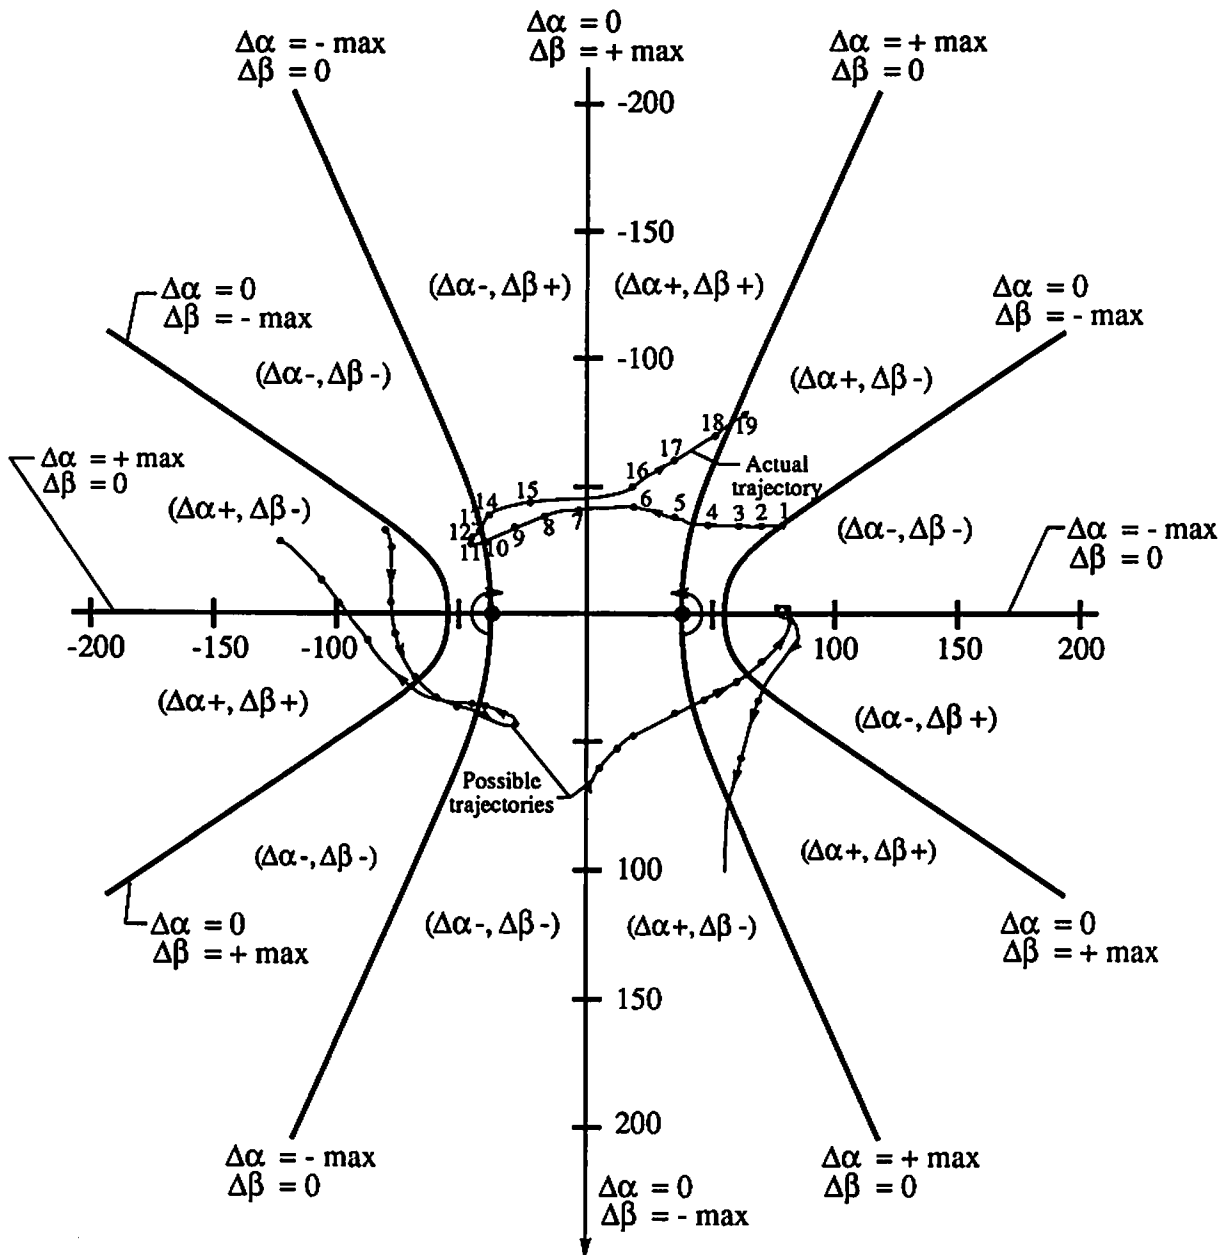 Δα = 0
Δβ = + max
Δα = - max
Δβ = 0
Δα = + max
Δβ = 0
-200
-150
(Δα-, Δβ+)
(Δα+, Δβ+)
Δα = 0
Δβ = - max
Δα = 0
Δβ = - max
-100
(Δα-, Δβ-)
(Δα+, Δβ-)
18
19
17
16
Actual
trajectory
Δα = + max
Δβ = 0
(Δα+, Δβ-)
15
14
13
12
11
10
9
8
7
6
5
4
3
2
1
(Δα-, Δβ-)
Δα = - max
Δβ = 0
-200
-150
-100
100
150
200
(Δα+, Δβ+)
(Δα-, Δβ+)
Possible
trajectories
(Δα-, Δβ-)
(Δα+, Δβ+)
100
Δα = 0
Δβ = + max
(Δα-, Δβ-)
(Δα+, Δβ-)
Δα = 0
Δβ = + max
150
200
Δα = - max
Δβ = 0
Δα = 0
Δβ = - max
Δα = + max
Δβ = 0